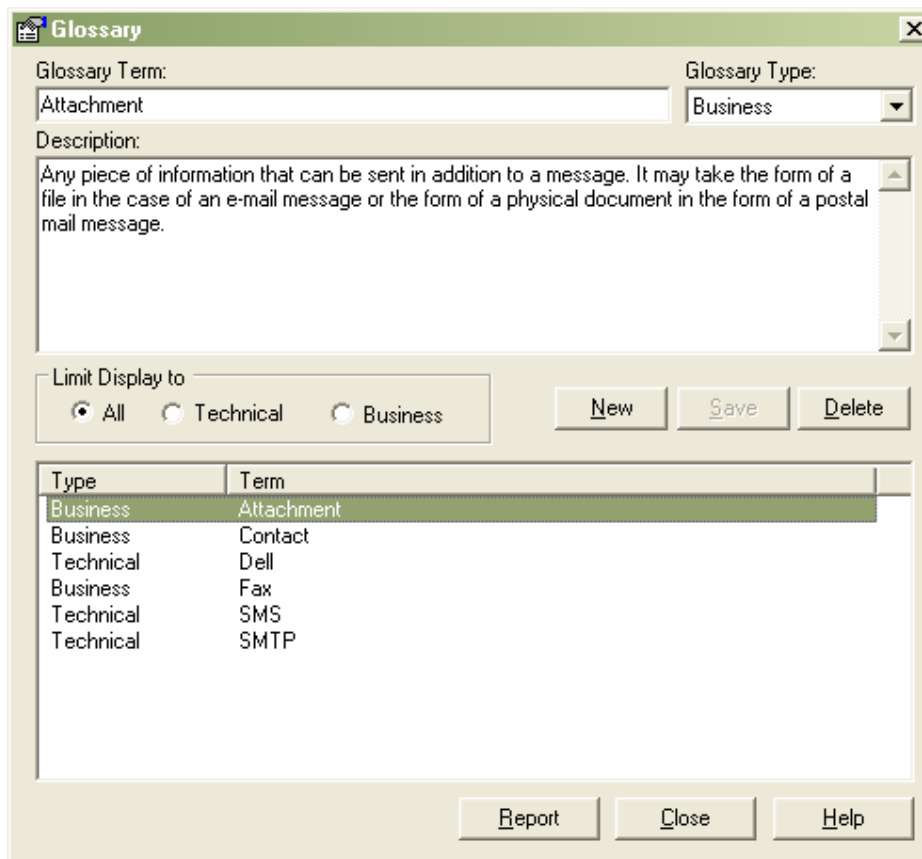 Glossary
Glossary Term: Glossary Type:
Attachment Business
Description:
Any piece of information that can be sent in addition to a message. It may take the form of a
file in the case of an e-mail message or the form of a physical document in the form of a postal
mail message.
Limit Display to
All Technical Business New Save Delete
Type Term
Business Attachment
Business Contact
Technical Dell
Business Fax
Technical SMS
Technical SMTP
Report Close Help